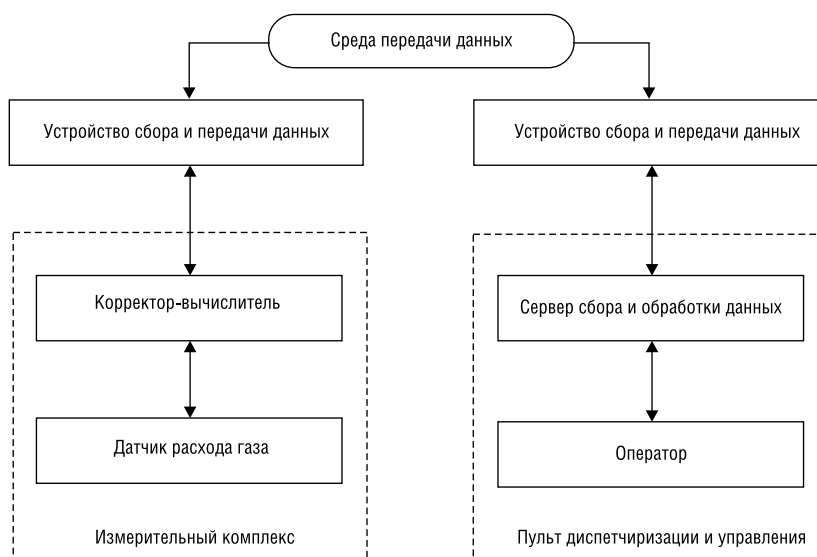 Среда передачи данных
Устройство сбора и передачи данных
Устройство сбора и передачи данных
Корректор-вычислитель
Сервер сбора и обработки данных
Датчик расхода газа
Оператор
Измерительный комплекс
Пульт диспетчиризации и управления